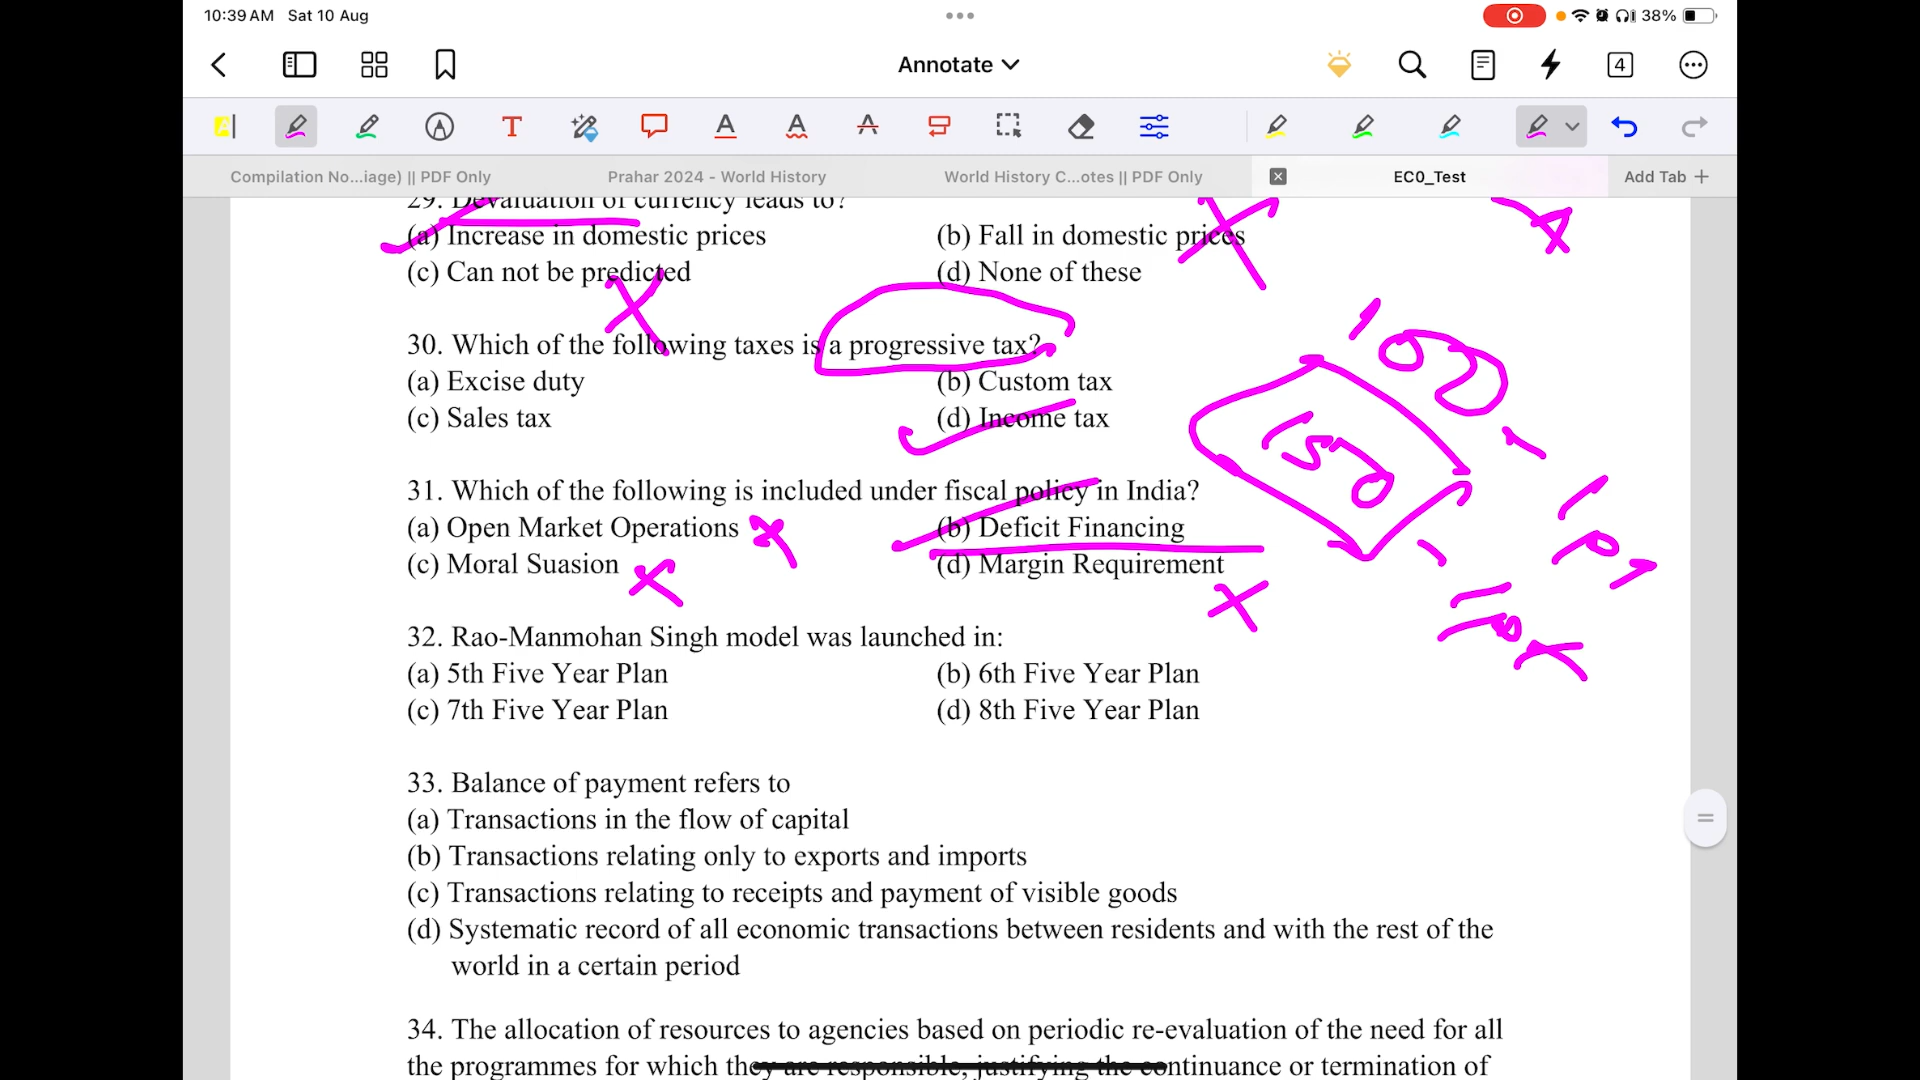 10:39 AM Sat 10 Aug
38%
Annotate
4
Compilation No...iage) || PDF Only
Prahar 2024 - World History
World History C...otes || PDF Only
EC0_Test
Add Tab +
29. Devaluation of currency leads to?
(a) Increase in domestic prices (b) Fall in domestic prices
(c) Can not be predicted (d) None of these
30. Which of the following taxes is a progressive tax?
(a) Excise duty (b) Custom tax
(c) Sales tax (d) Income tax
31. Which of the following is included under fiscal policy in India?
(a) Open Market Operations (b) Deficit Financing
(c) Moral Suasion (d) Margin Requirement
32. Rao-Manmohan Singh model was launched in:
(a) 5th Five Year Plan (b) 6th Five Year Plan
(c) 7th Five Year Plan (d) 8th Five Year Plan
33. Balance of payment refers to
(a) Transactions in the flow of capital
(b) Transactions relating only to exports and imports
(c) Transactions relating to receipts and payment of visible goods
(d) Systematic record of all economic transactions between residents and with the rest of the
world in a certain period
34. The allocation of resources to agencies based on periodic re-evaluation of the need for all
the programmes for which they are responsible, justifying the continuance or termination of